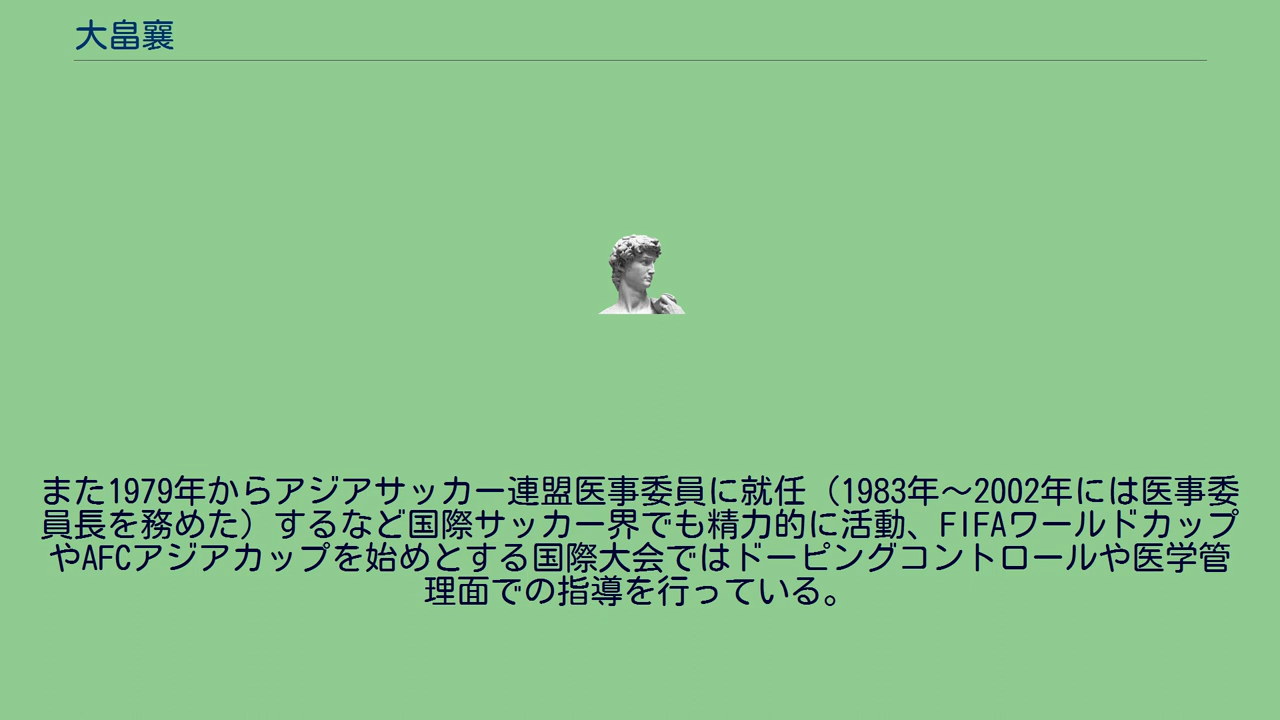 大畠襄
また1979年からアジアサッカー連盟医事委員に就任（1983年～2002年には医事委
員長を務めた）するなど国際サッカー界でも精力的に活動、FIFAワールドカップ
やAFCアジアカップを始めとする国際大会ではドーピングコントロールや医学管
理面での指導を行っている。